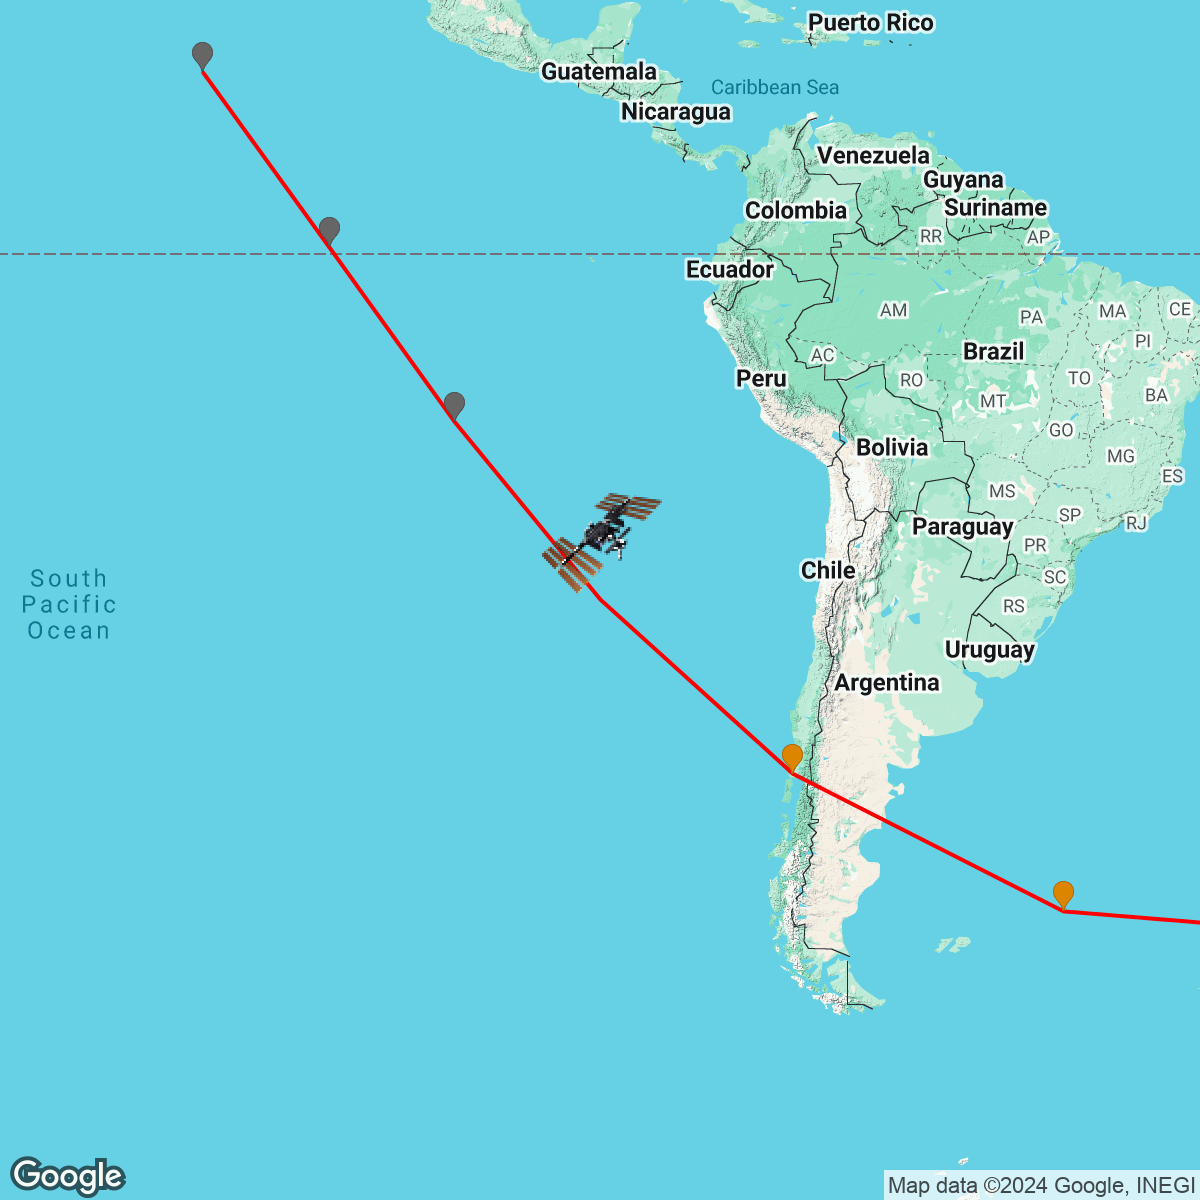 Puerto Rico
Guatemala
Caribbean Sea
Nicaragua
Venezuela
Guyana
Colombia
Suriname
RR
AP
Ecuador
AM
PA
MA
CE
PI
Brazil
AC
Peru
RO
TO
MT
BA
GO
Bolivia
MG
ES
MS
SP
RJ
Paraguay
PR
Chile
SC
South
Pacific
Ocean
RS
Uruguay
Argentina
Google
Map data ©2024 Google, INEGI